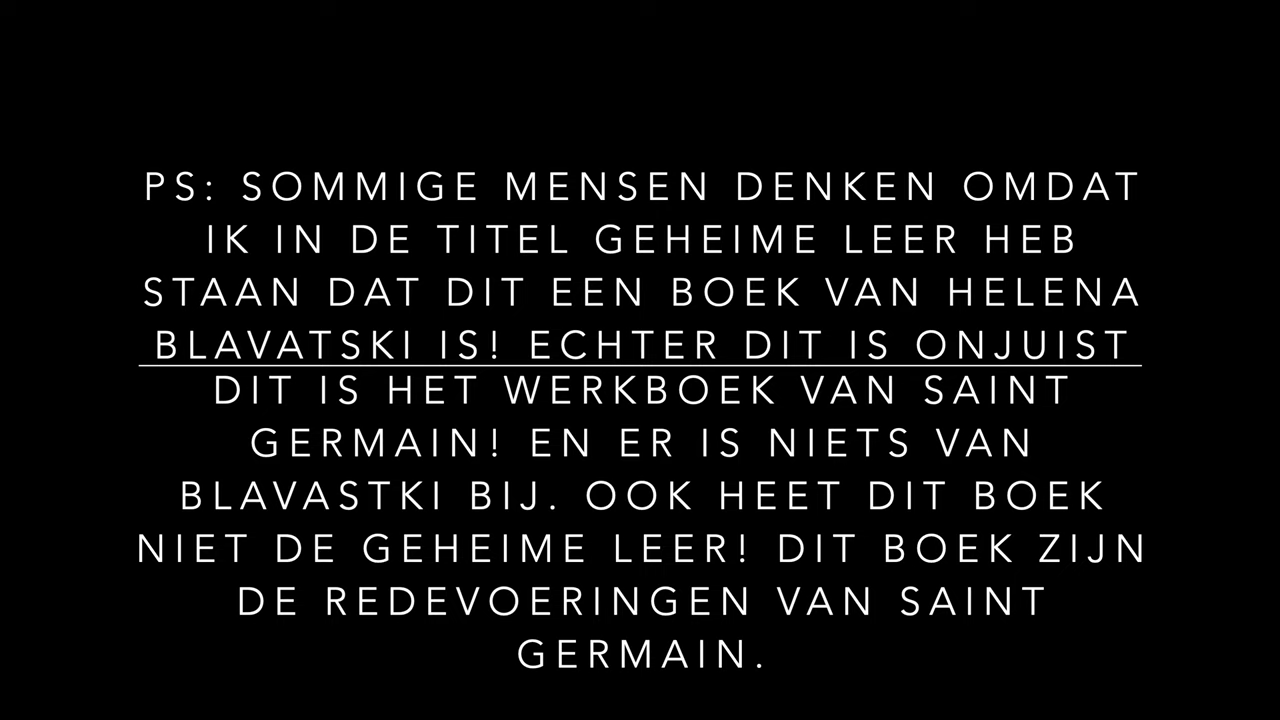 PS: SOMMIGE MENSEN DENKEN OMDAT
IK IN DE TITEL GEHEIME LEER HEB
STAAN DAT DIT EEN BOEK VAN HELENA
BLAVATSKI IS! ECHTER DIT IS ONJUIST
DIT IS HET WERKBOEK VAN SAINT
GERMAIN! EN ER IS NIETS VAN
BLAVASTKI BIJ. OOK HEET DIT BOEK
NIET DE GEHEIME LEER! DIT BOEK ZIJN
DE REDEVOERINGEN VAN SAINT
GERMAIN.